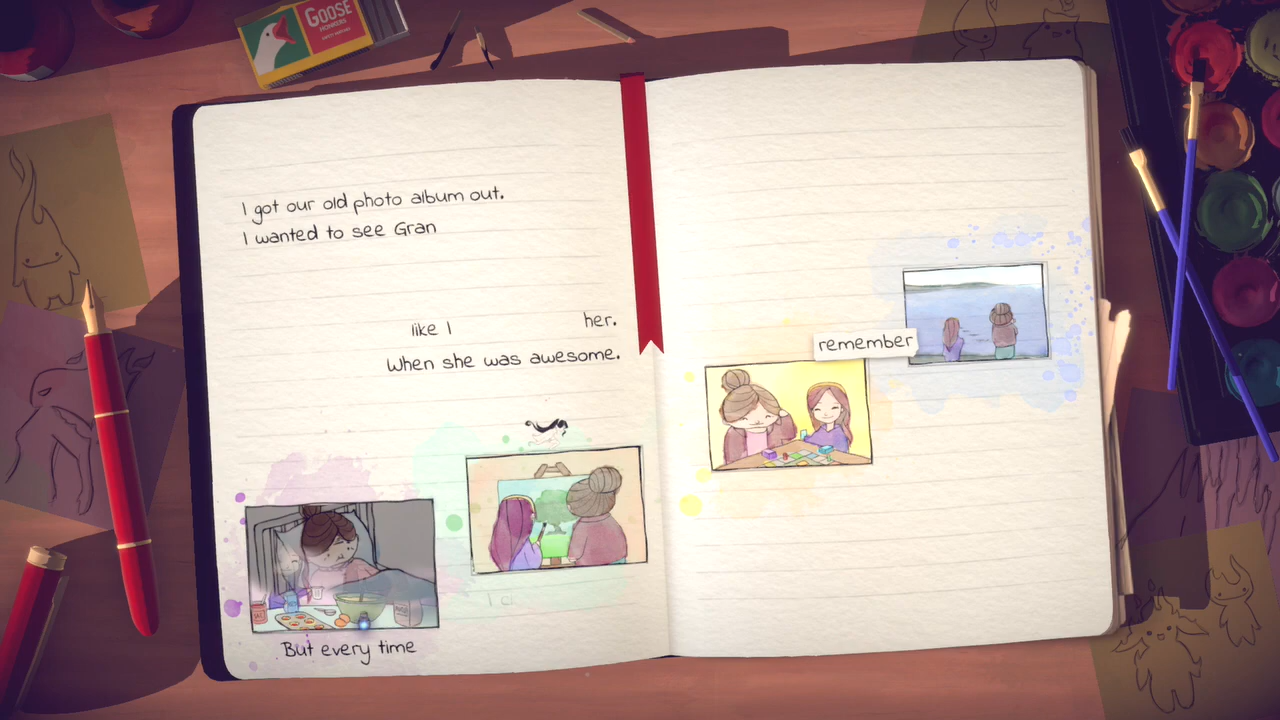 GOOSE
I got our old photo album out.
I wanted to see Gran
like I her.
When she was awesome.
remember
But every time